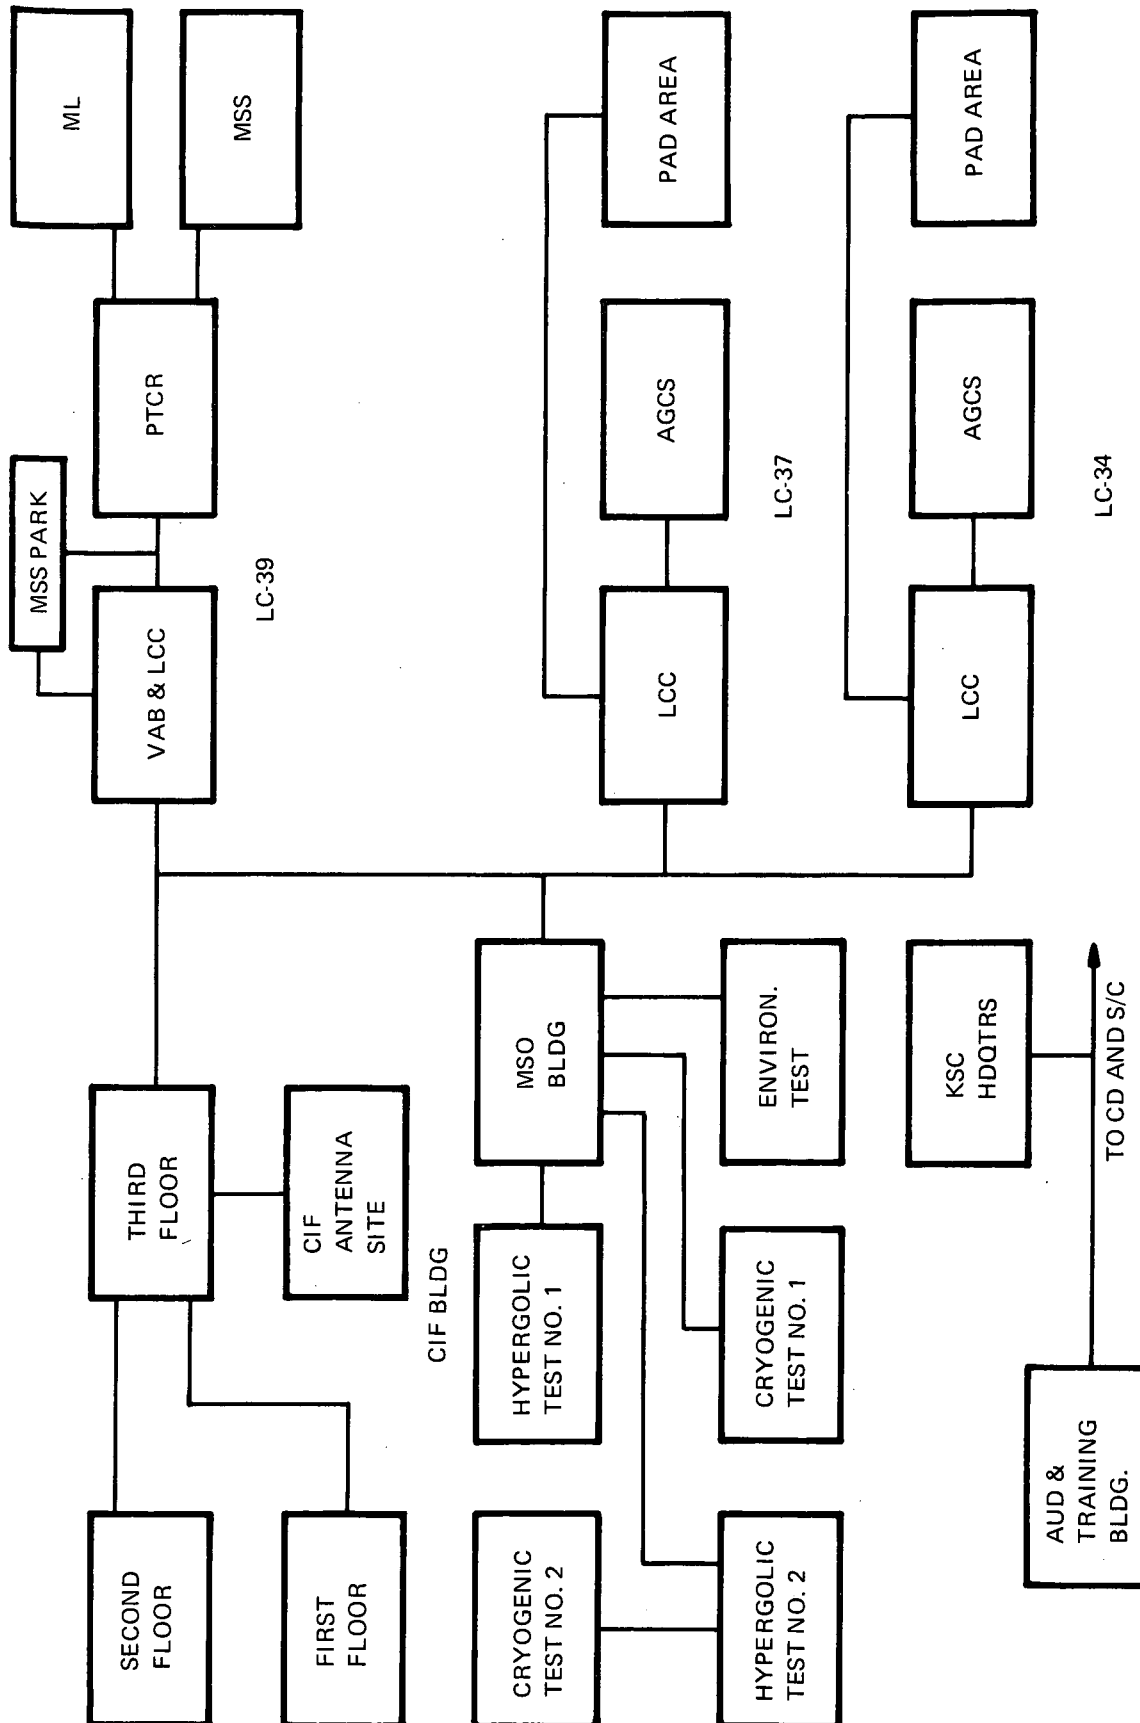 SECOND
FLOOR
FIRST
FLOOR
THIRD
FLOOR
CIF
ANTENNA
SITE
CIF BLDG
VAB & LCC
MSS PARK
PTCR
ML
MSS
LC-39
CRYOGENIC
TEST NO. 2
HYPERGOLIC
TEST NO. 2
HYPERGOLIC
TEST NO. 1
CRYOGENIC
TEST NO. 1
MSO
BLDG
ENVIRON.
TEST
LCC
AGCS
PAD AREA
LC-37
LCC
AGCS
PAD AREA
LC-34
AUD &
TRAINING
BLDG.
KSC
HDQTRS
TO CD AND S/C